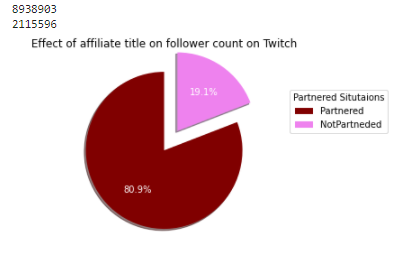 8938903
2115596
Effect of affiliate title on follower count on Twitch
19.1%
80.9%
Partnered Situtaions
Partnered
NotPartneded